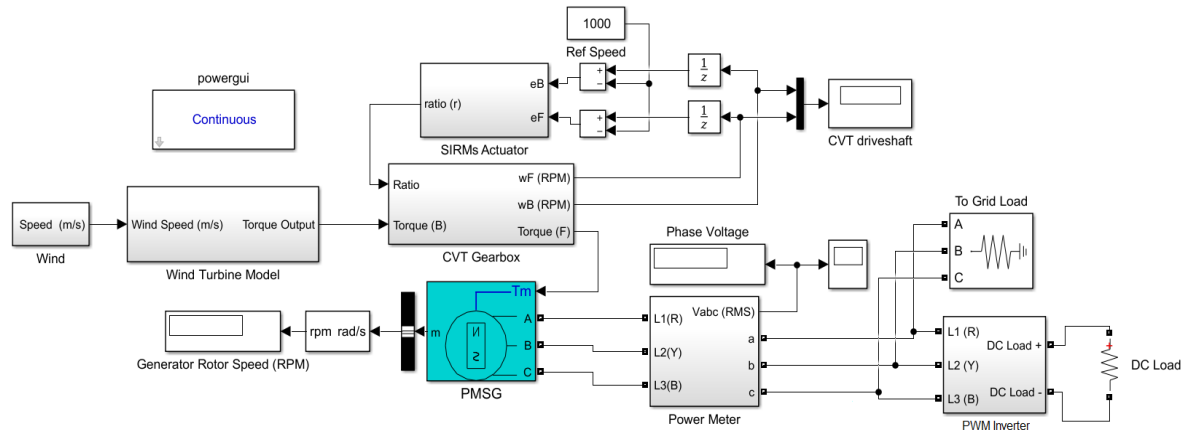 1000
Ref Speed
powergui
Continuous
ratio (r)
eB
eF
SIRMs Actuator
+
−
+
−
1
z
1
z
CVT driveshaft
Speed (m/s)
Wind
Wind Speed (m/s)
Torque Output
Wind Turbine Model
Ratio
Torque (B)
wF (RPM)
wB (RPM)
Torque (F)
CVT Gearbox
To Grid Load
A
B
C
Phase Voltage
Generator Rotor Speed (RPM)
rpm rad/s
m
Tm
N
S
A
B
C
PMSG
L1(R)
L2(Y)
L3(B)
Vabc (RMS)
a
b
c
Power Meter
L1 (R)
L2 (Y)
L3 (B)
DC Load +
DC Load -
PWM Inverter
+
DC Load